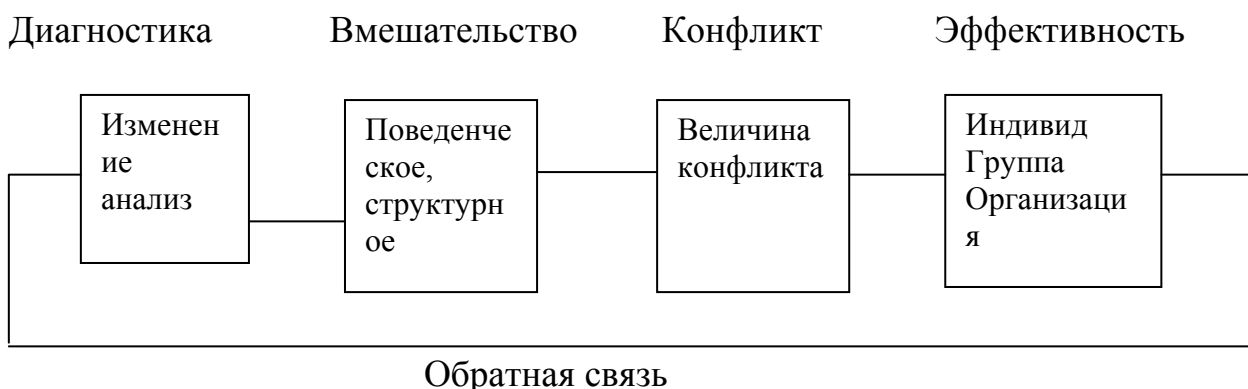 Диагностика Вмешательство Конфликт Эффективность
Изменен
ие
анализ
Поведенче
ское,
структурн
ое
Величина
конфликта
Индивид
Группа
Организаци
я
Обратная связь